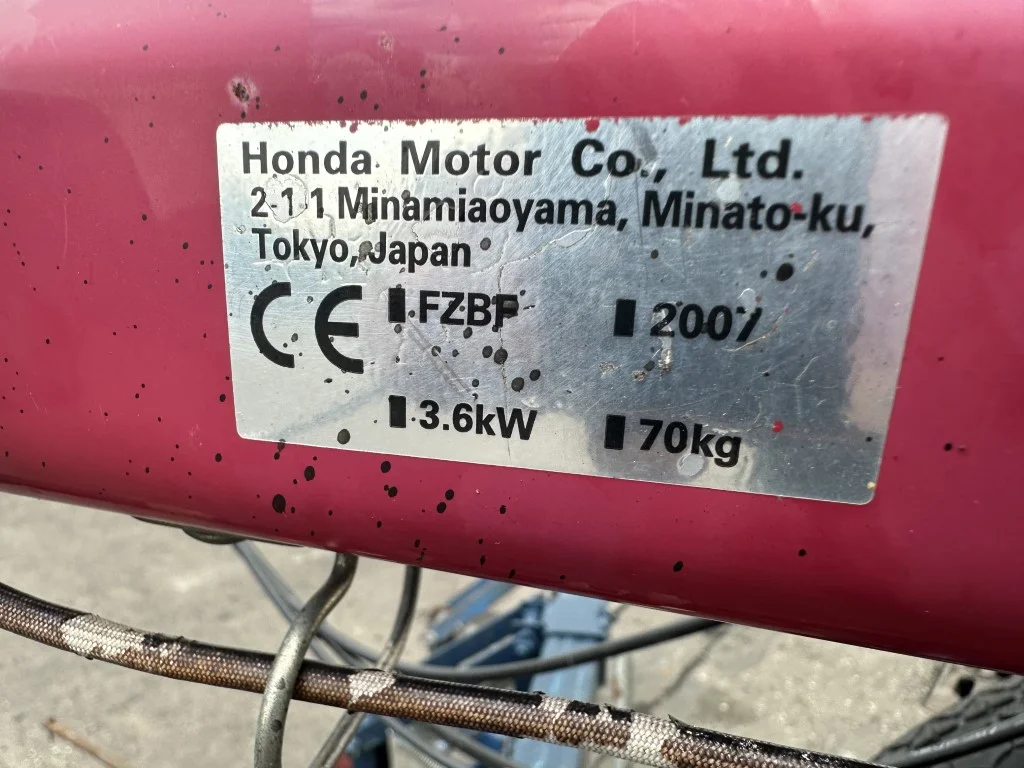 Honda Motor Co., Ltd.
2-1-1 Minamiaoyama, Minato-ku,
Tokyo, Japan
CE FZBF 2007
3.6kW 70kg